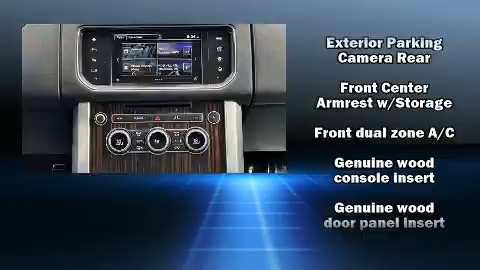 Exterior Parking
Camera Rear
Front Center
Armrest w/Storage
Front dual zone A/C
Genuine wood
console insert
Genuine wood
door panel insert